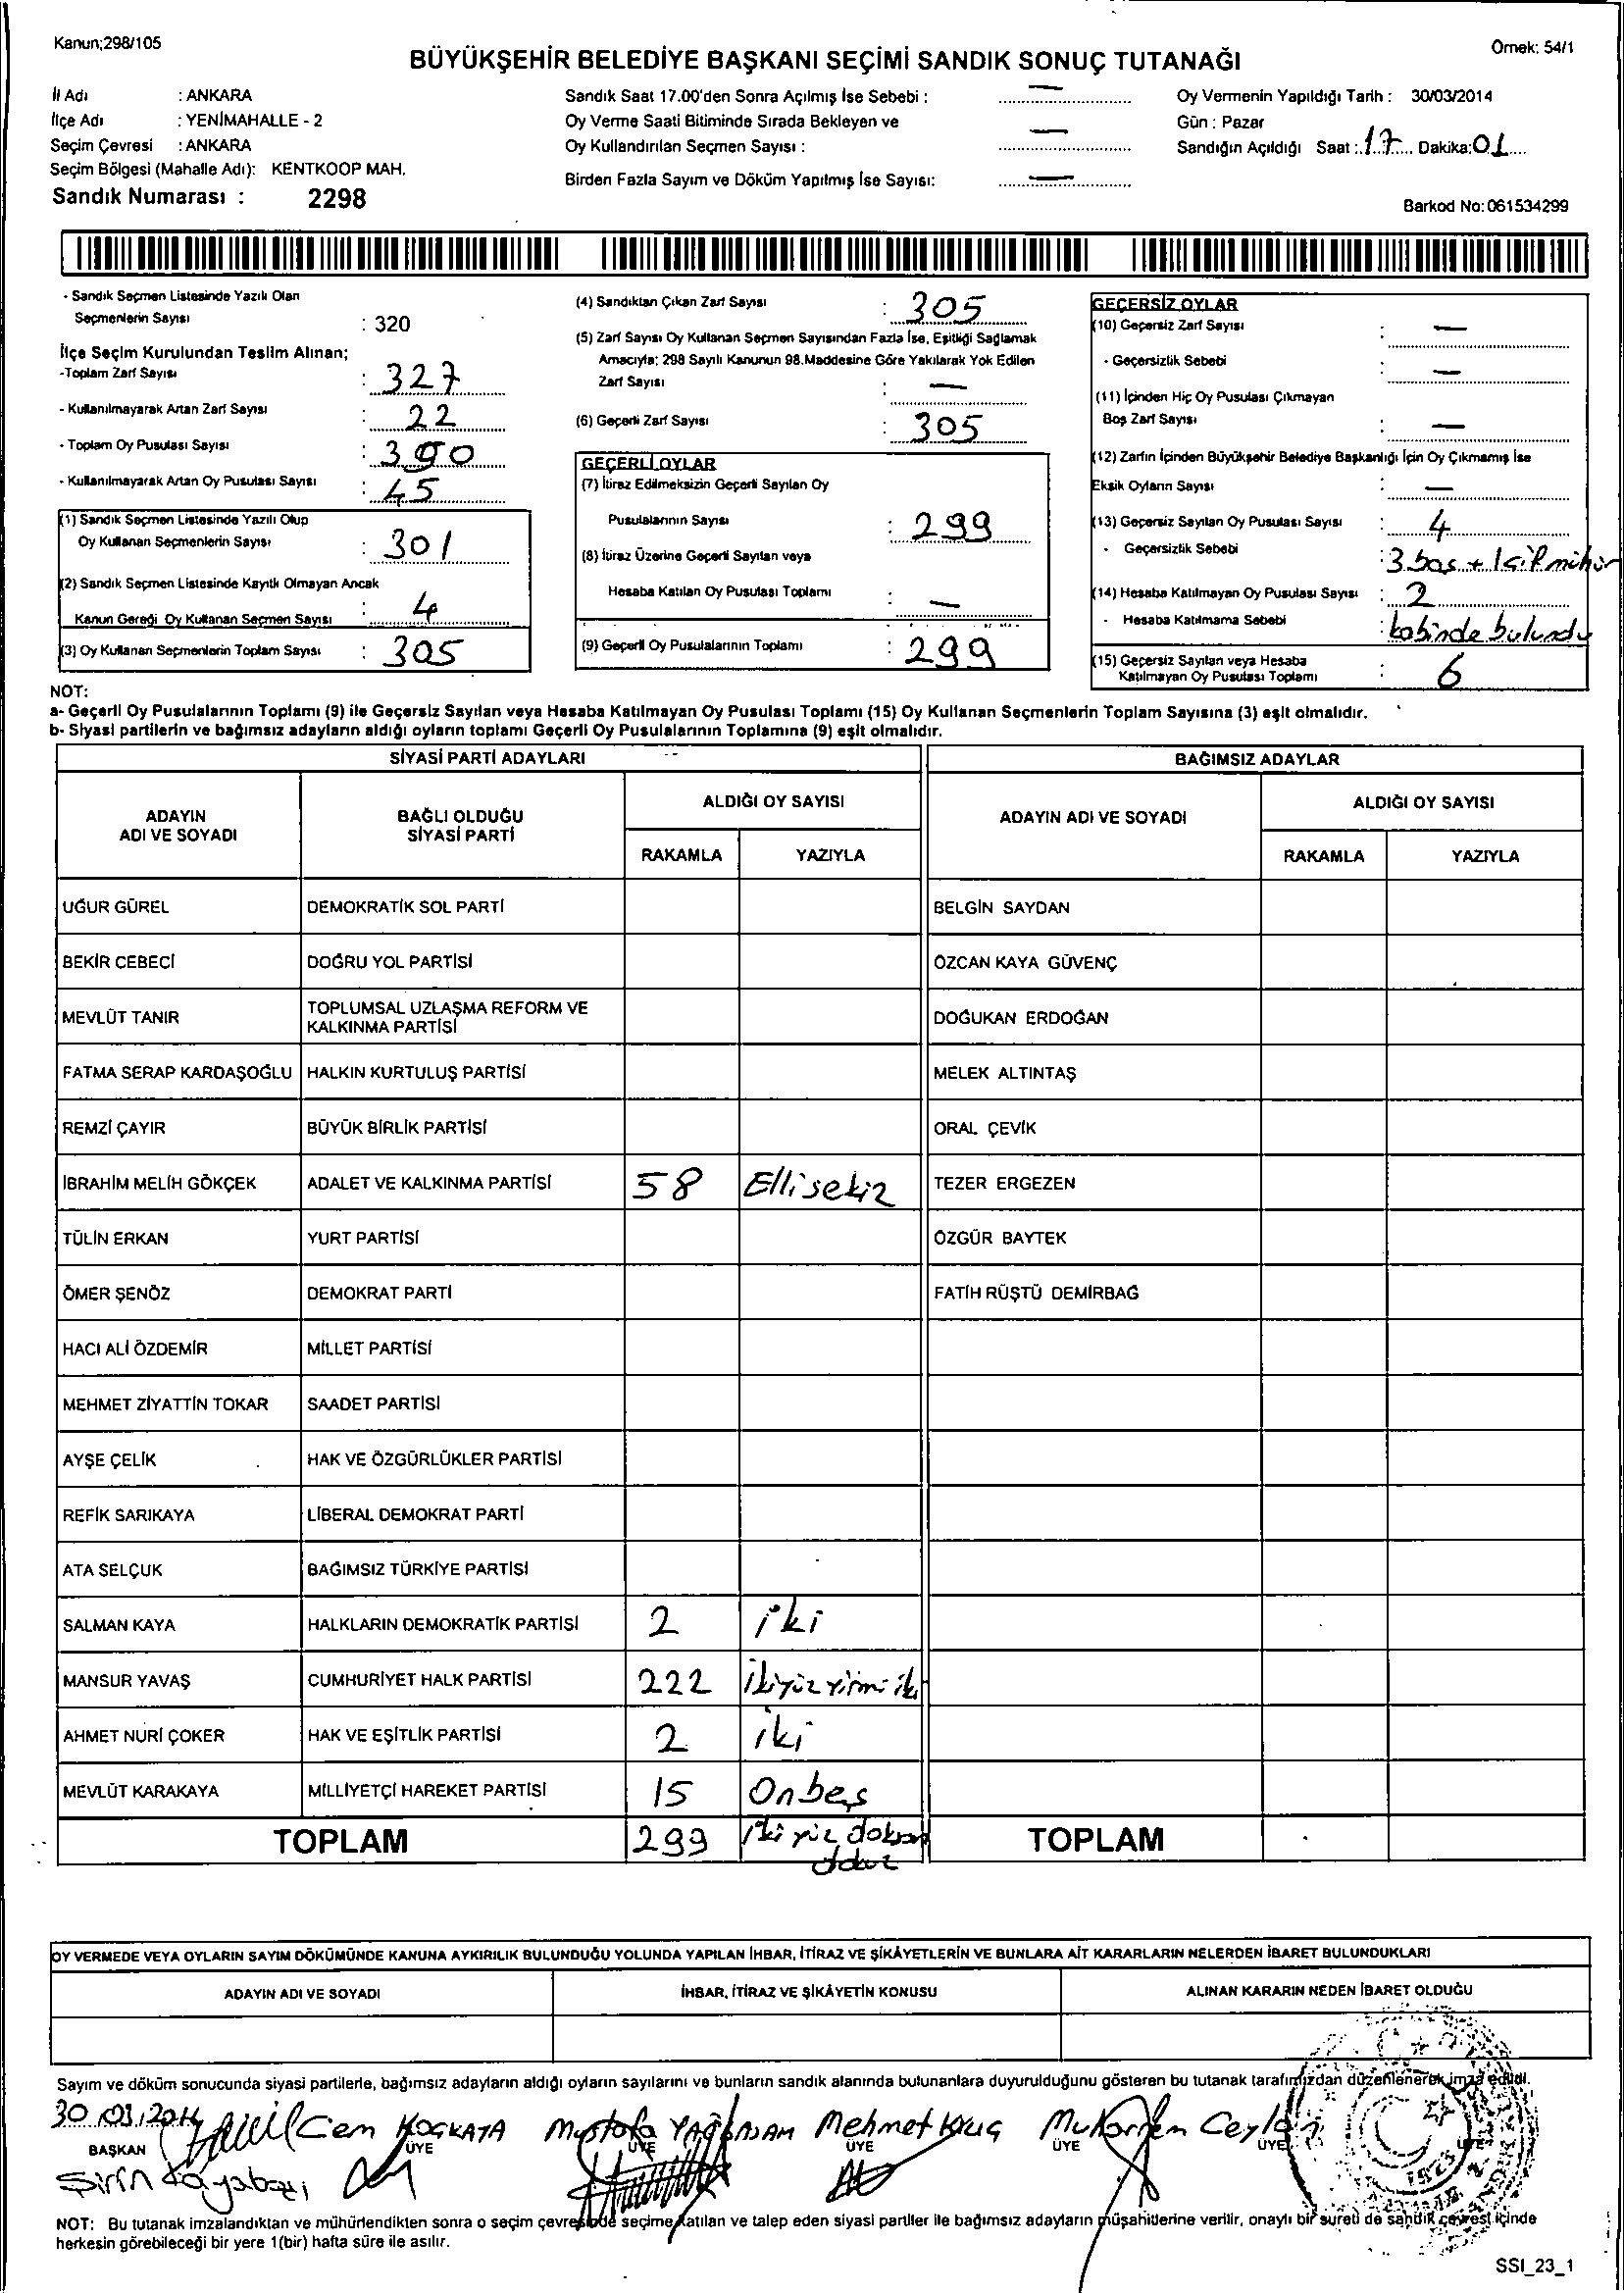 Kanun;298/105
Örnek: 54/1
BÜYÜKŞEHİR BELEDİYE BAŞKANI SEÇİMİ SANDIK SONUÇ TUTANAĞI
İl Adı : ANKARA
İlçe Adı : YENİMAHALLE - 2
Seçim Çevresi : ANKARA
Seçim Bölgesi (Mahalle Adı): KENTKOOP MAH.
Sandık Numarası : 2298
Sandık Saat 17.00'den Sonra Açılmış İse Sebebi : —
Oy Verme Saati Bitiminde Sırada Bekleyen ve
Oy Kullandırılan Seçmen Sayısı : —
Birden Fazla Sayım ve Döküm Yapılmış İse Sayısı: —
Oy Vermenin Yapıldığı Tarih : 30/03/2014
Gün : Pazar
Sandığın Açıldığı Saat : 17 Dakika: 01
Barkod No:061534299
- Sandık Seçmen Listesinde Yazılı Olan
Seçmenlerin Sayısı : 320
İlçe Seçim Kurulundan Teslim Alınan;
-Toplam Zarf Sayısı : 327
- Kullanılmayarak Artan Zarf Sayısı : 22
- Toplam Oy Pusulası Sayısı : 390
- Kullanılmayarak Artan Oy Pusulası Sayısı : 45
(1) Sandık Seçmen Listesinde Yazılı Olup
Oy Kullanan Seçmenlerin Sayısı : 301
(2) Sandık Seçmen Listesinde Kayıtlı Olmayan Ancak
Kanun Gereği Oy Kullanan Seçmen Sayısı : 4
(3) Oy Kullanan Seçmenlerin Toplam Sayısı : 305
(4) Sandıktan Çıkan Zarf Sayısı : 305
(5) Zarf Sayısı Oy Kullanan Seçmen Sayısından Fazla İse, Eşitliği Sağlamak
Amacıyla; 298 Sayılı Kanunun 98.Maddesine Göre Yakılarak Yok Edilen
Zarf Sayısı : —
(6) Geçerli Zarf Sayısı : 305
GEÇERLİ OYLAR
(7) İtiraz Edilmeksizin Geçerli Sayılan Oy
Pusulalarının Sayısı : 299
(8) İtiraz Üzerine Geçerli Sayılan veya
Hesaba Katılan Oy Pusulası Toplamı : —
(9) Geçerli Oy Pusulalarının Toplamı : 299
GEÇERSİZ OYLAR
(10) Geçersiz Zarf Sayısı : —
- Geçersizlik Sebebi : —
(11) İçinden Hiç Oy Pusulası Çıkmayan
Boş Zarf Sayısı : —
(12) Zarfın İçinden Büyükşehir Belediye Başkanlığı İçin Oy Çıkmamış İse
Eksik Oyların Sayısı : —
(13) Geçersiz Sayılan Oy Pusulası Sayısı : 4
- Geçersizlik Sebebi : 3 boş + 1 çift mühür
(14) Hesaba Katılmayan Oy Pusulası Sayısı : 2
- Hesaba Katılmama Sebebi : kabinde bulundu
(15) Geçersiz Sayılan veya Hesaba
Katılmayan Oy Pusulası Toplamı : 6
NOT:
a- Geçerli Oy Pusulalarının Toplamı (9) ile Geçersiz Sayılan veya Hesaba Katılmayan Oy Pusulası Toplamı (15) Oy Kullanan Seçmenlerin Toplam Sayısına (3) eşit olmalıdır.
b- Siyasi partilerin ve bağımsız adayların aldığı oyların toplamı Geçerli Oy Pusulalarının Toplamına (9) eşit olmalıdır.
SİYASİ PARTİ ADAYLARI BAĞIMSIZ ADAYLAR
ADAYIN ADI VE SOYADI BAĞLI OLDUĞU SİYASİ PARTİ ALDIĞI OY SAYISI ADAYIN ADI VE SOYADI ALDIĞI OY SAYISI
RAKAMLA YAZIYLA RAKAMLA YAZIYLA
UĞUR GÜREL DEMOKRATİK SOL PARTİ BELGİN SAYDAN
BEKİR CEBECİ DOĞRU YOL PARTİSİ ÖZCAN KAYA GÜVENÇ
MEVLÜT TANIR TOPLUMSAL UZLAŞMA REFORM VE KALKINMA PARTİSİ DOĞUKAN ERDOĞAN
FATMA SERAP KARDAŞOĞLU HALKIN KURTULUŞ PARTİSİ MELEK ALTINTAŞ
REMZİ ÇAYIR BÜYÜK BİRLİK PARTİSİ ORAL ÇEVİK
İBRAHİM MELİH GÖKÇEK ADALET VE KALKINMA PARTİSİ 58 Ellisekiz TEZER ERGEZEN
TÜLİN ERKAN YURT PARTİSİ ÖZGÜR BAYTEK
ÖMER ŞENÖZ DEMOKRAT PARTİ FATİH RÜŞTÜ DEMİRBAĞ
HACI ALİ ÖZDEMİR MİLLET PARTİSİ
MEHMET ZİYATTİN TOKAR SAADET PARTİSİ
AYŞE ÇELİK HAK VE ÖZGÜRLÜKLER PARTİSİ
REFİK SARIKAYA LİBERAL DEMOKRAT PARTİ
ATA SELÇUK BAĞIMSIZ TÜRKİYE PARTİSİ
SALMAN KAYA HALKLARIN DEMOKRATİK PARTİSİ 2 iki
MANSUR YAVAŞ CUMHURİYET HALK PARTİSİ 222 ikiyüz yirmi iki
AHMET NURİ ÇOKER HAK VE EŞİTLİK PARTİSİ 2 iki
MEVLÜT KARAKAYA MİLLİYETÇİ HAREKET PARTİSİ 15 Onbeş
TOPLAM 299 iki yüz doksan dokuz TOPLAM
OY VERMEDE VEYA OYLARIN SAYIM DÖKÜMÜNDE KANUNA AYKIRILIK BULUNDUĞU YOLUNDA YAPILAN İHBAR, İTİRAZ VE ŞİKÂYETLERİN VE BUNLARA AİT KARARLARIN NELERDEN İBARET BULUNDUKLARI
ADAYIN ADI VE SOYADI İHBAR, İTİRAZ VE ŞİKÂYETİN KONUSU ALINAN KARARIN NEDEN İBARET OLDUĞU
Sayım ve döküm sonucunda siyasi partilerle, bağımsız adayların aldığı oyların sayılarını ve bunların sandık alanında bulunanlara duyurulduğunu gösteren bu tutanak tarafımızdan düzenlenerek imza edildi.
30.03.2014 Cem Mustafa Mehmet Kılıç Mukarrem Ceylan
BAŞKAN ÜYE ÜYE ÜYE ÜYE ÜYE ÜYE
Şirin
NOT: Bu tutanak imzalandıktan ve mühürlendikten sonra o seçim çevresinde seçime katılan ve talep eden siyasi partiler ile bağımsız adayların müşahitlerine verilir, onaylı bir sureti de sandık çevresi içinde
herkesin görebileceği bir yere 1(bir) hafta süre ile asılır.
SSI_23_1